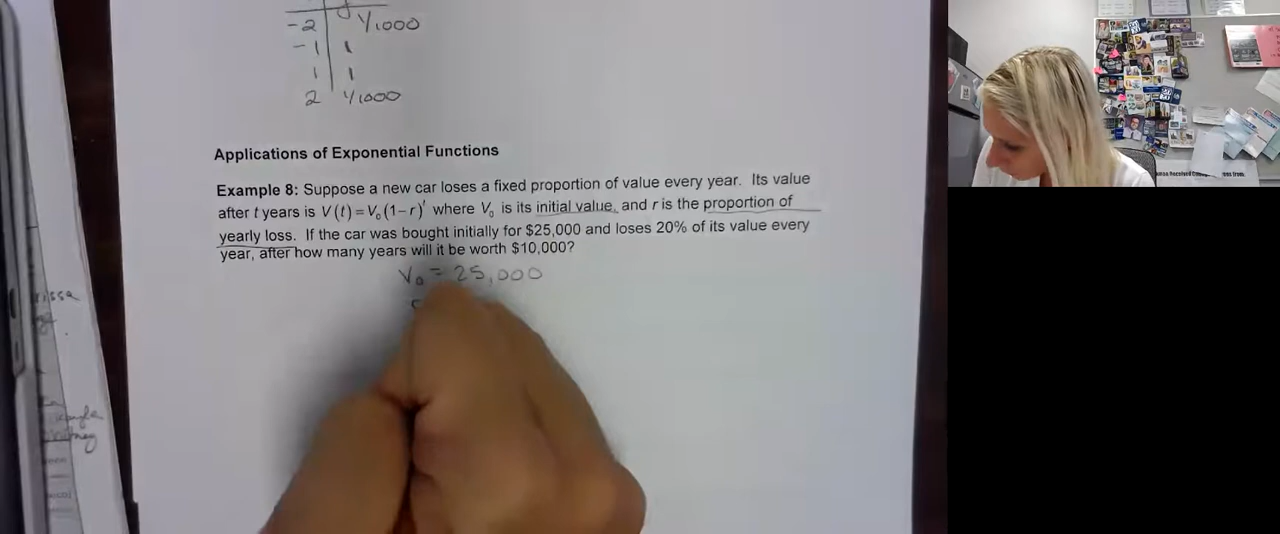 -2 | 1/1000
-1 | 1
1 | 1
2 | 1/1000
Applications of Exponential Functions
Example 8: Suppose a new car loses a fixed proportion of value every year. Its value
after t years is V(t)=V₀(1−r)ᵗ where V₀ is its initial value, and r is the proportion of
yearly loss. If the car was bought initially for $25,000 and loses 20% of its value every
year, after how many years will it be worth $10,000?
V₀ = 25,000